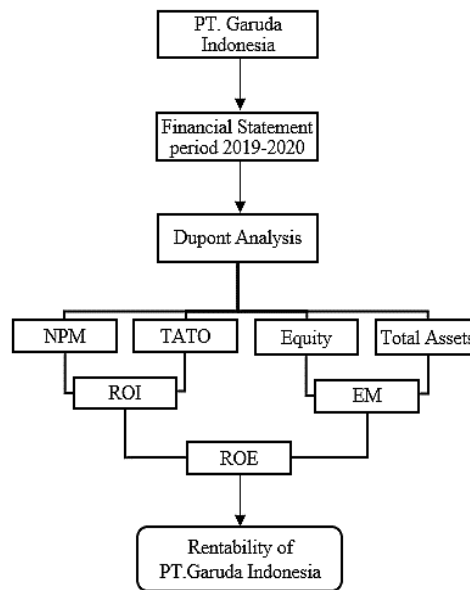 PT. Garuda
Indonesia
Financial Statement
period 2019-2020
Dupont Analysis
NPM
TATO
Equity
Total Assets
ROI
EM
ROE
Rentability of
PT.Garuda Indonesia